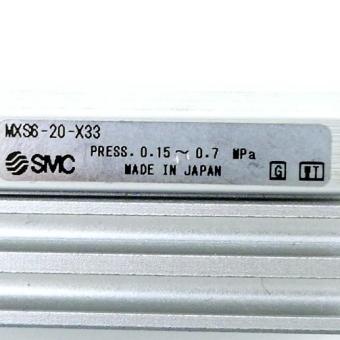 MXS6-20-X33
SMC PRESS. 0.15～0.7 MPa
MADE IN JAPAN G